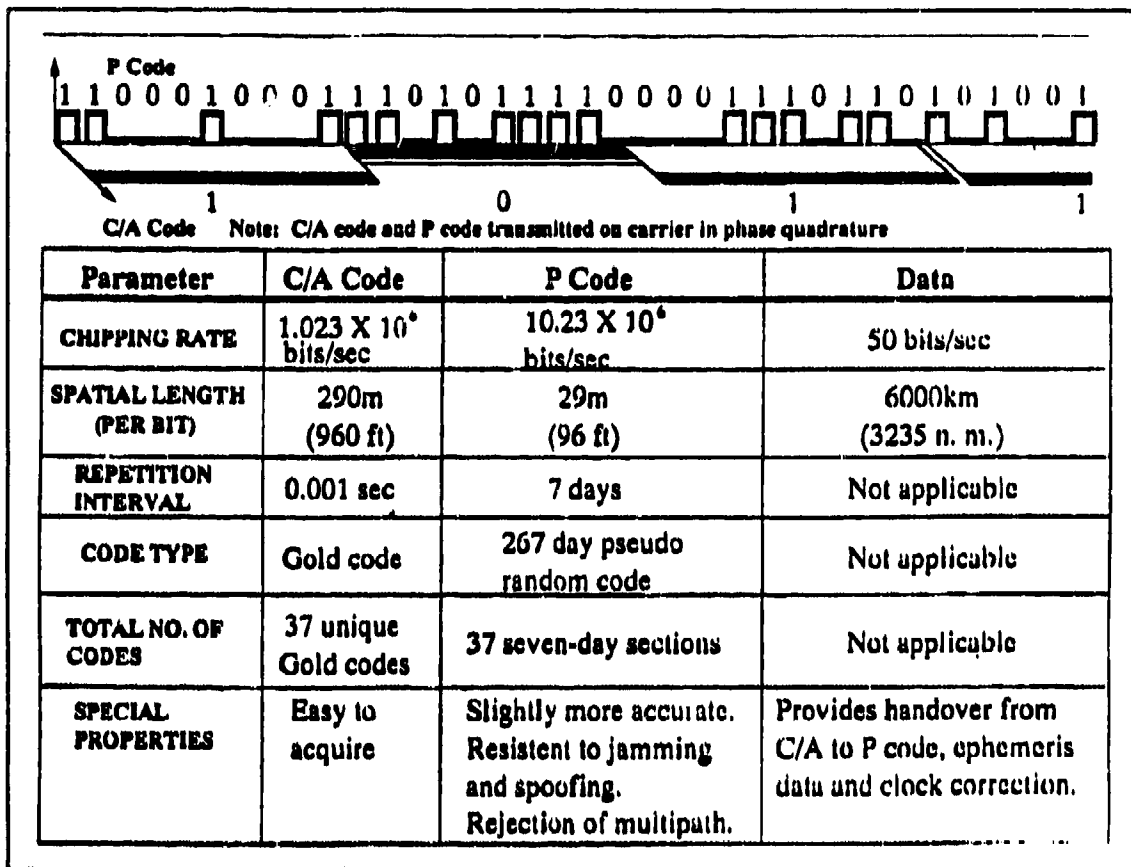 P Code
1 1 0 0 0 1 0 0 0 1 1 1 0 1 0 1 1 1 1 0 0 0 0 1 1 1 0 1 1 0 1 0 1 0 0 1
1 0 1 1
C/A Code Note: C/A code and P code transmitted on carrier in phase quadrature
Parameter C/A Code P Code Data
CHIPPING RATE 1.023 X 10⁶ bits/sec 10.23 X 10⁶ bits/sec 50 bits/sec
SPATIAL LENGTH (PER BIT) 290m (960 ft) 29m (96 ft) 6000km (3235 n. m.)
REPETITION INTERVAL 0.001 sec 7 days Not applicable
CODE TYPE Gold code 267 day pseudo random code Not applicable
TOTAL NO. OF CODES 37 unique Gold codes 37 seven-day sections Not applicable
SPECIAL PROPERTIES Easy to acquire Slightly more accurate. Resistent to jamming and spoofing. Rejection of multipath. Provides handover from C/A to P code, ephemeris data and clock correction.